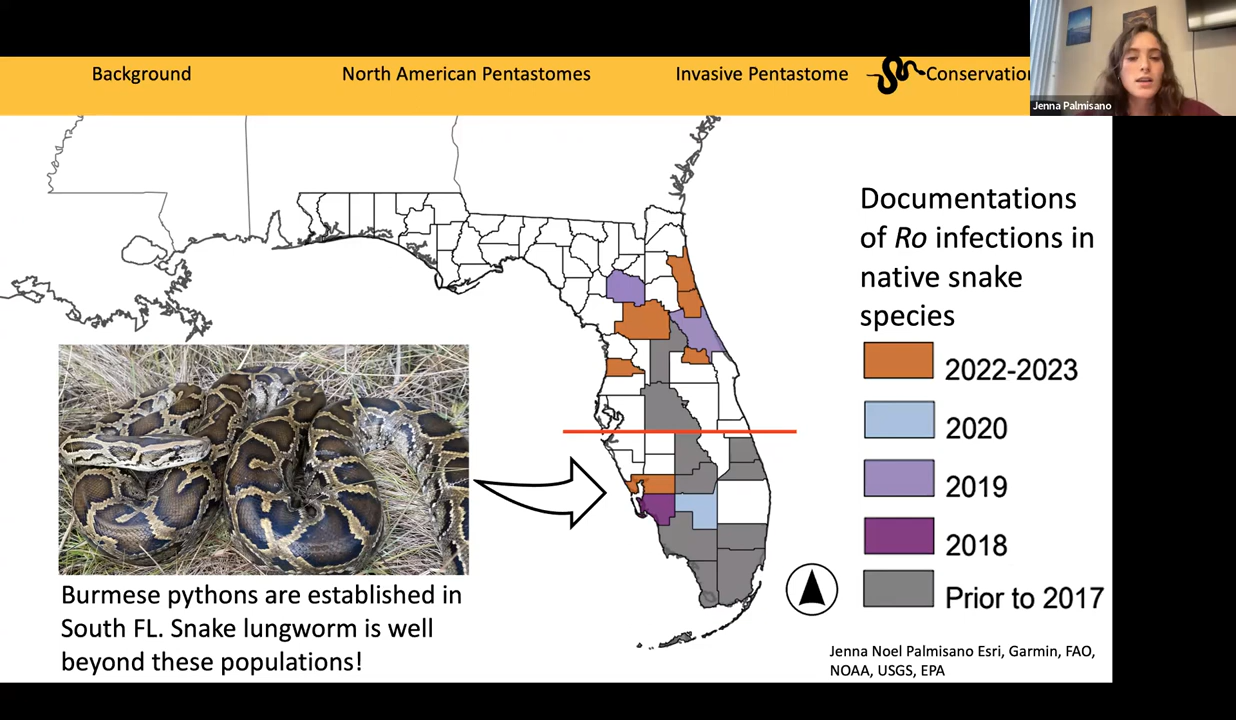 Background
North American Pentastomes
Invasive Pentastome
Conservation
Jenna Palmisano
Documentations
of Ro infections in
native snake
species
2022-2023
2020
2019
2018
Prior to 2017
Burmese pythons are established in
South FL. Snake lungworm is well
beyond these populations!
Jenna Noel Palmisano Esri, Garmin, FAO,
NOAA, USGS, EPA